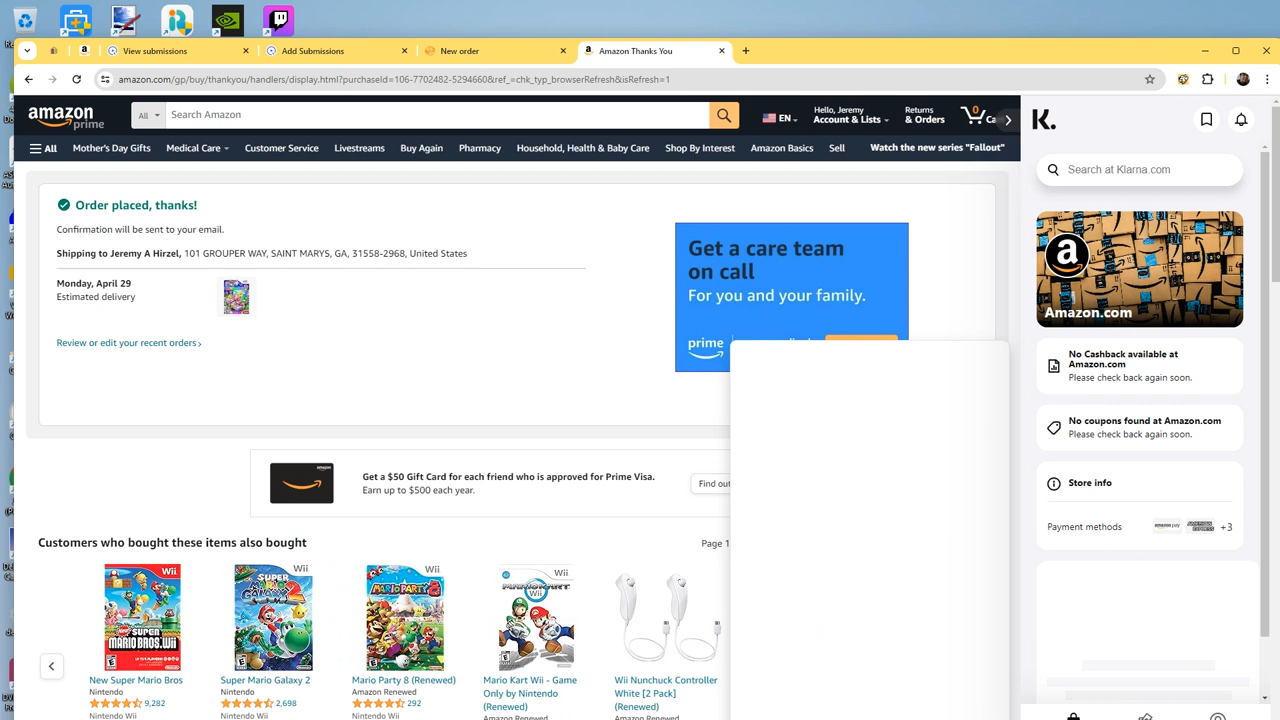 View submissions
Add Submissions
New order
Amazon Thanks You
amazon.com/gp/buy/thankyou/handlers/display.html?purchaseId=106-7702482-5294660&ref_=chk_typ_browserRefresh&isRefresh=1
amazon prime
All
Search Amazon
EN
Hello, Jeremy
Account & Lists
Returns
& Orders
0
All
Mother's Day Gifts
Medical Care
Customer Service
Livestreams
Buy Again
Pharmacy
Household, Health & Baby Care
Shop By Interest
Amazon Basics
Sell
Watch the new series "Fallout"
Order placed, thanks!
Confirmation will be sent to your email.
Shipping to Jeremy A Hirzel, 101 GROUPER WAY, SAINT MARYS, GA, 31558-2968, United States
Monday, April 29
Estimated delivery
Review or edit your recent orders ›
Get a care team
on call
For you and your family.
prime
Get a $50 Gift Card for each friend who is approved for Prime Visa.
Earn up to $500 each year.
Find out
Customers who bought these items also bought
Page 1
New Super Mario Bros
Nintendo
9,282
Nintendo Wii
Super Mario Galaxy 2
Nintendo
2,698
Nintendo Wii
Mario Party 8 (Renewed)
Amazon Renewed
292
Nintendo Wii
Mario Kart Wii - Game
Only by Nintendo
(Renewed)
Amazon Renewed
Wii Nunchuck Controller
White [2 Pack]
(Renewed)
Amazon Renewed
K.
Search at Klarna.com
Amazon.com
No Cashback available at
Amazon.com
Please check back again soon.
No coupons found at Amazon.com
Please check back again soon.
Store info
Payment methods
+3